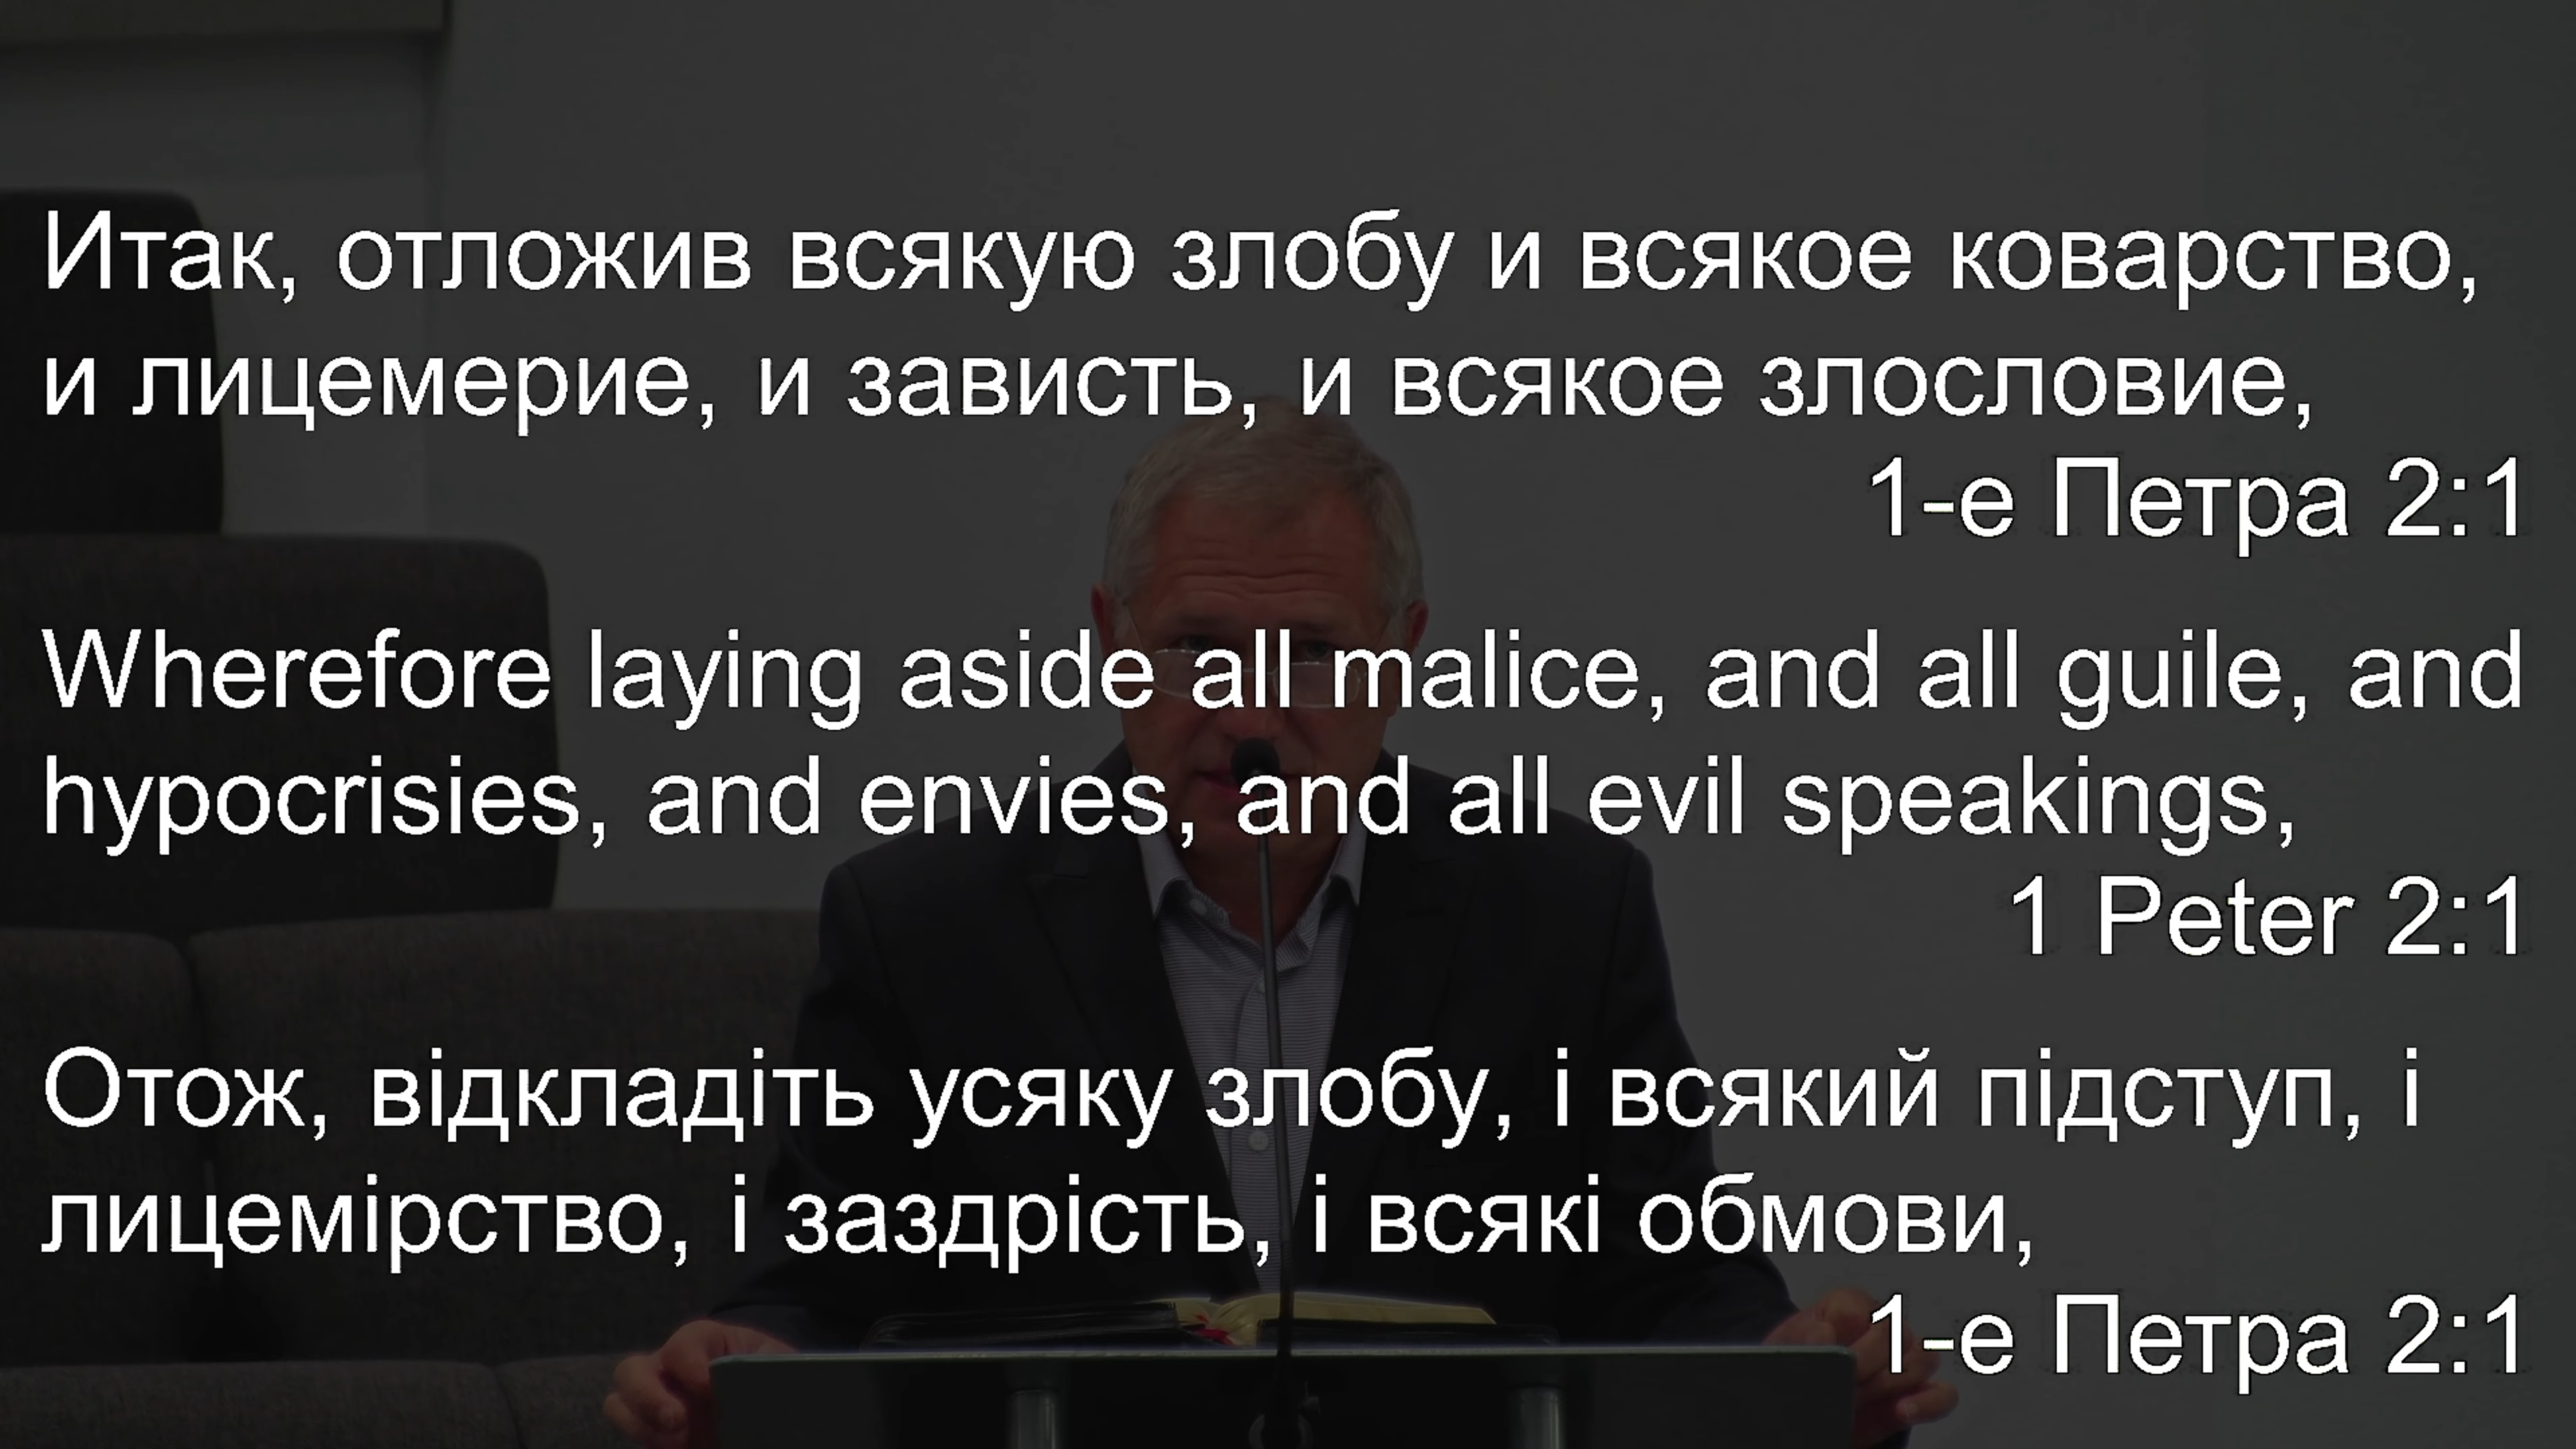 Итак, отложив всякую злобу и всякое коварство,
и лицемерие, и зависть, и всякое злословие,
1-е Петра 2:1
Wherefore laying aside all malice, and all guile, and
hypocrisies, and envies, and all evil speakings,
1 Peter 2:1
Отож, відкладіть усяку злобу, і всякий підступ, і
лицемірство, і заздрість, і всякі обмови,
1-е Петра 2:1